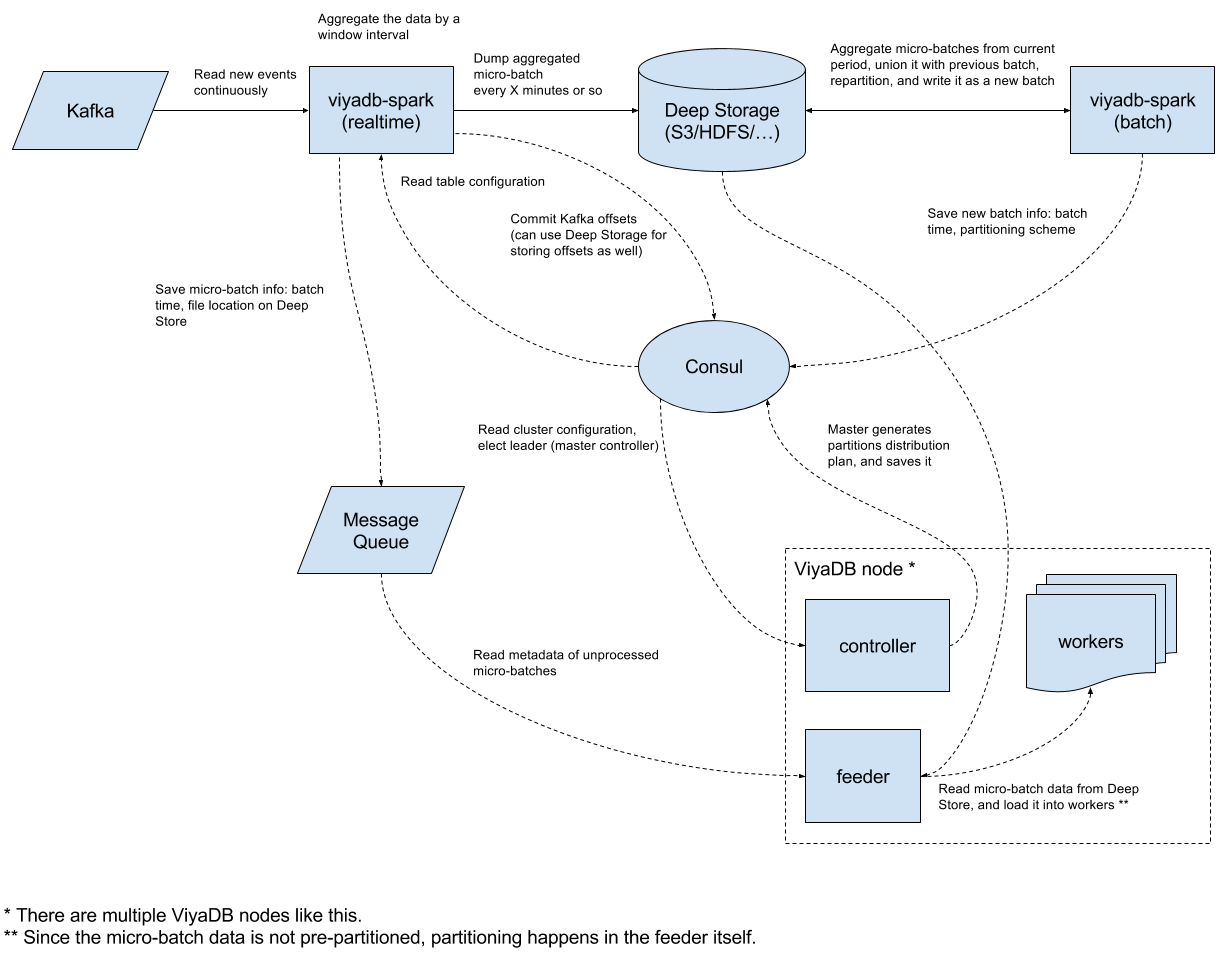 Aggregate the data by a
window interval
Kafka
Read new events
continuously
viyadb-spark
(realtime)
Dump aggregated
micro-batch
every X minutes or so
Deep Storage
(S3/HDFS/…)
Aggregate micro-batches from current
period, union it with previous batch,
repartition, and write it as a new batch
viyadb-spark
(batch)
Read table configuration
Commit Kafka offsets
(can use Deep Storage for
storing offsets as well)
Save new batch info: batch
time, partitioning scheme
Save micro-batch info: batch
time, file location on Deep
Store
Consul
Read cluster configuration,
elect leader (master controller)
Master generates
partitions distribution
plan, and saves it
Message
Queue
ViyaDB node *
controller
workers
Read metadata of unprocessed
micro-batches
feeder
Read micro-batch data from Deep
Store, and load it into workers **
* There are multiple ViyaDB nodes like this.
** Since the micro-batch data is not pre-partitioned, partitioning happens in the feeder itself.